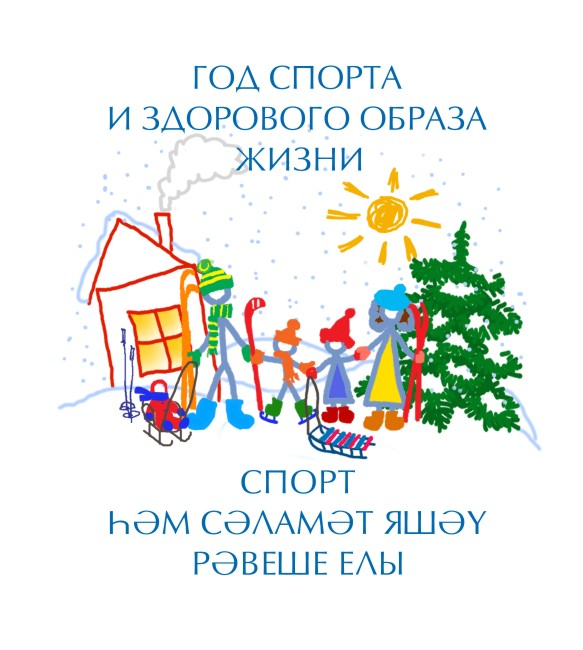 ГОД СПОРТА
И ЗДОРОВОГО ОБРАЗА
ЖИЗНИ
СПОРТ
ҺӘМ СӘЛАМӘТ ЯШӘҮ
РӘВЕШЕ ЕЛЫ